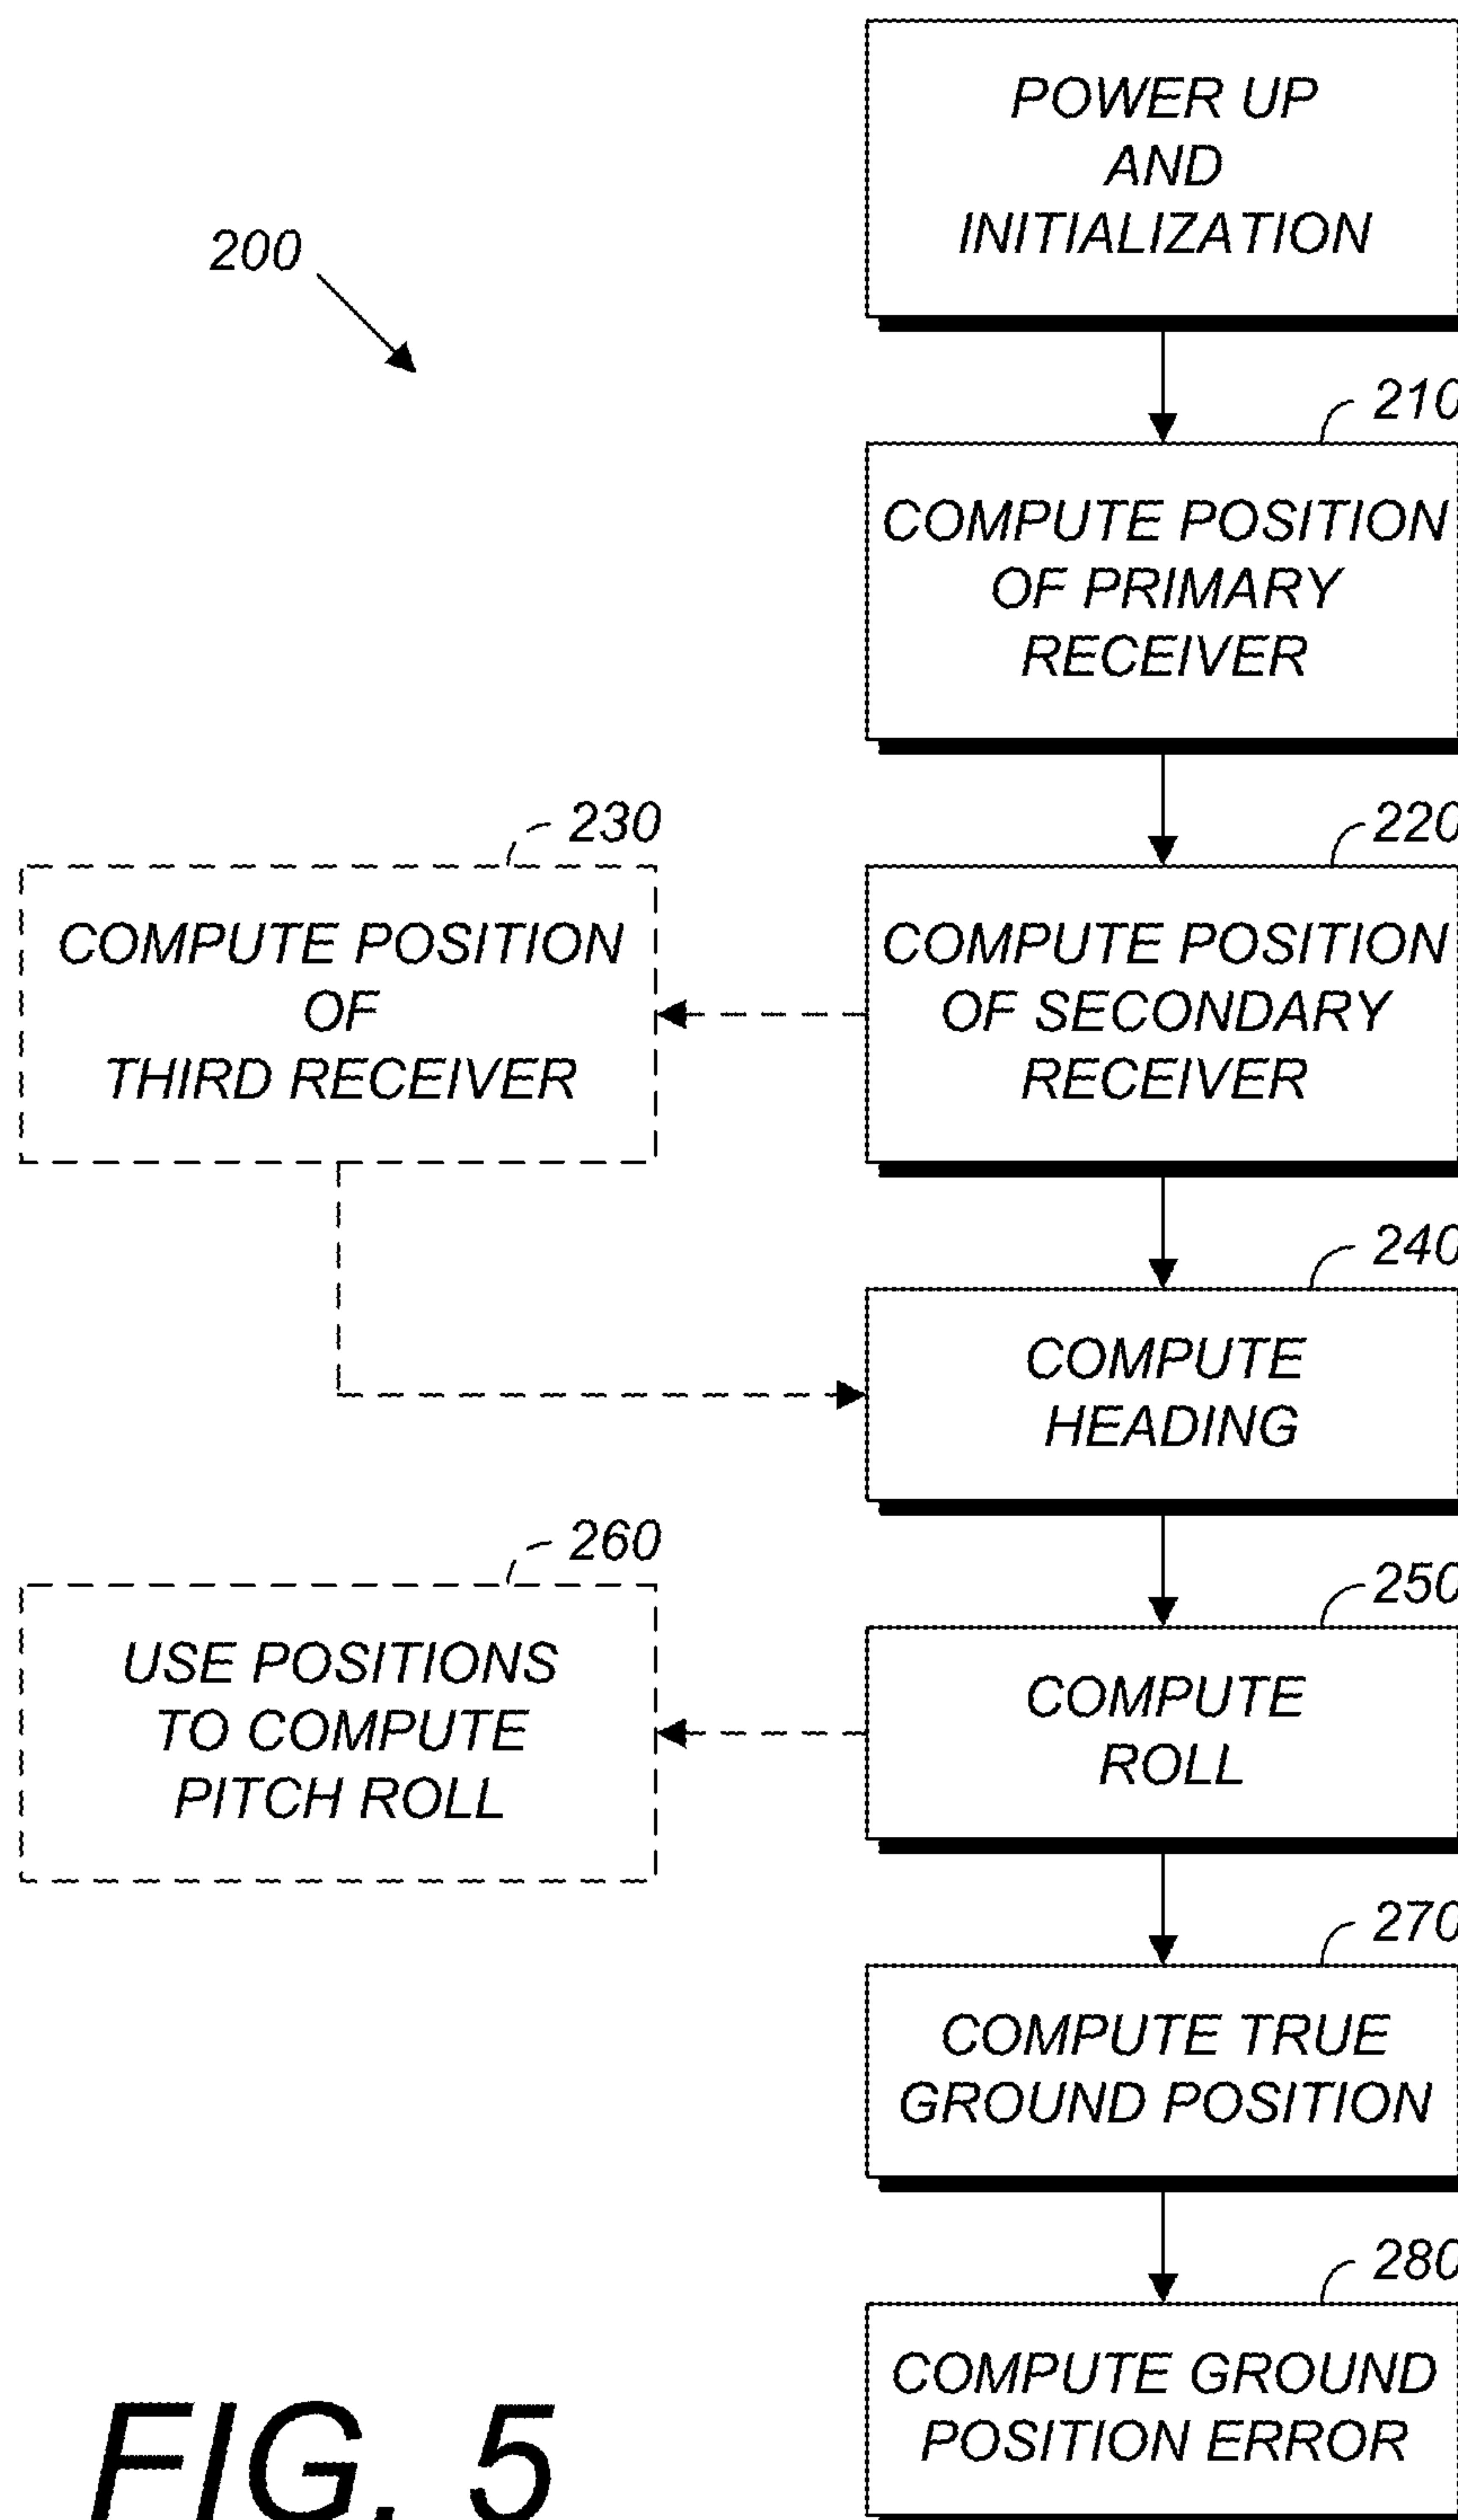 POWER UP
AND
INITIALIZATION
200
210
COMPUTE POSITION
OF PRIMARY
RECEIVER
230
220
COMPUTE POSITION
OF
THIRD RECEIVER
COMPUTE POSITION
OF SECONDARY
RECEIVER
240
COMPUTE
HEADING
260
250
USE POSITIONS
TO COMPUTE
PITCH ROLL
COMPUTE
ROLL
270
COMPUTE TRUE
GROUND POSITION
280
COMPUTE GROUND
POSITION ERROR
FIG. 5